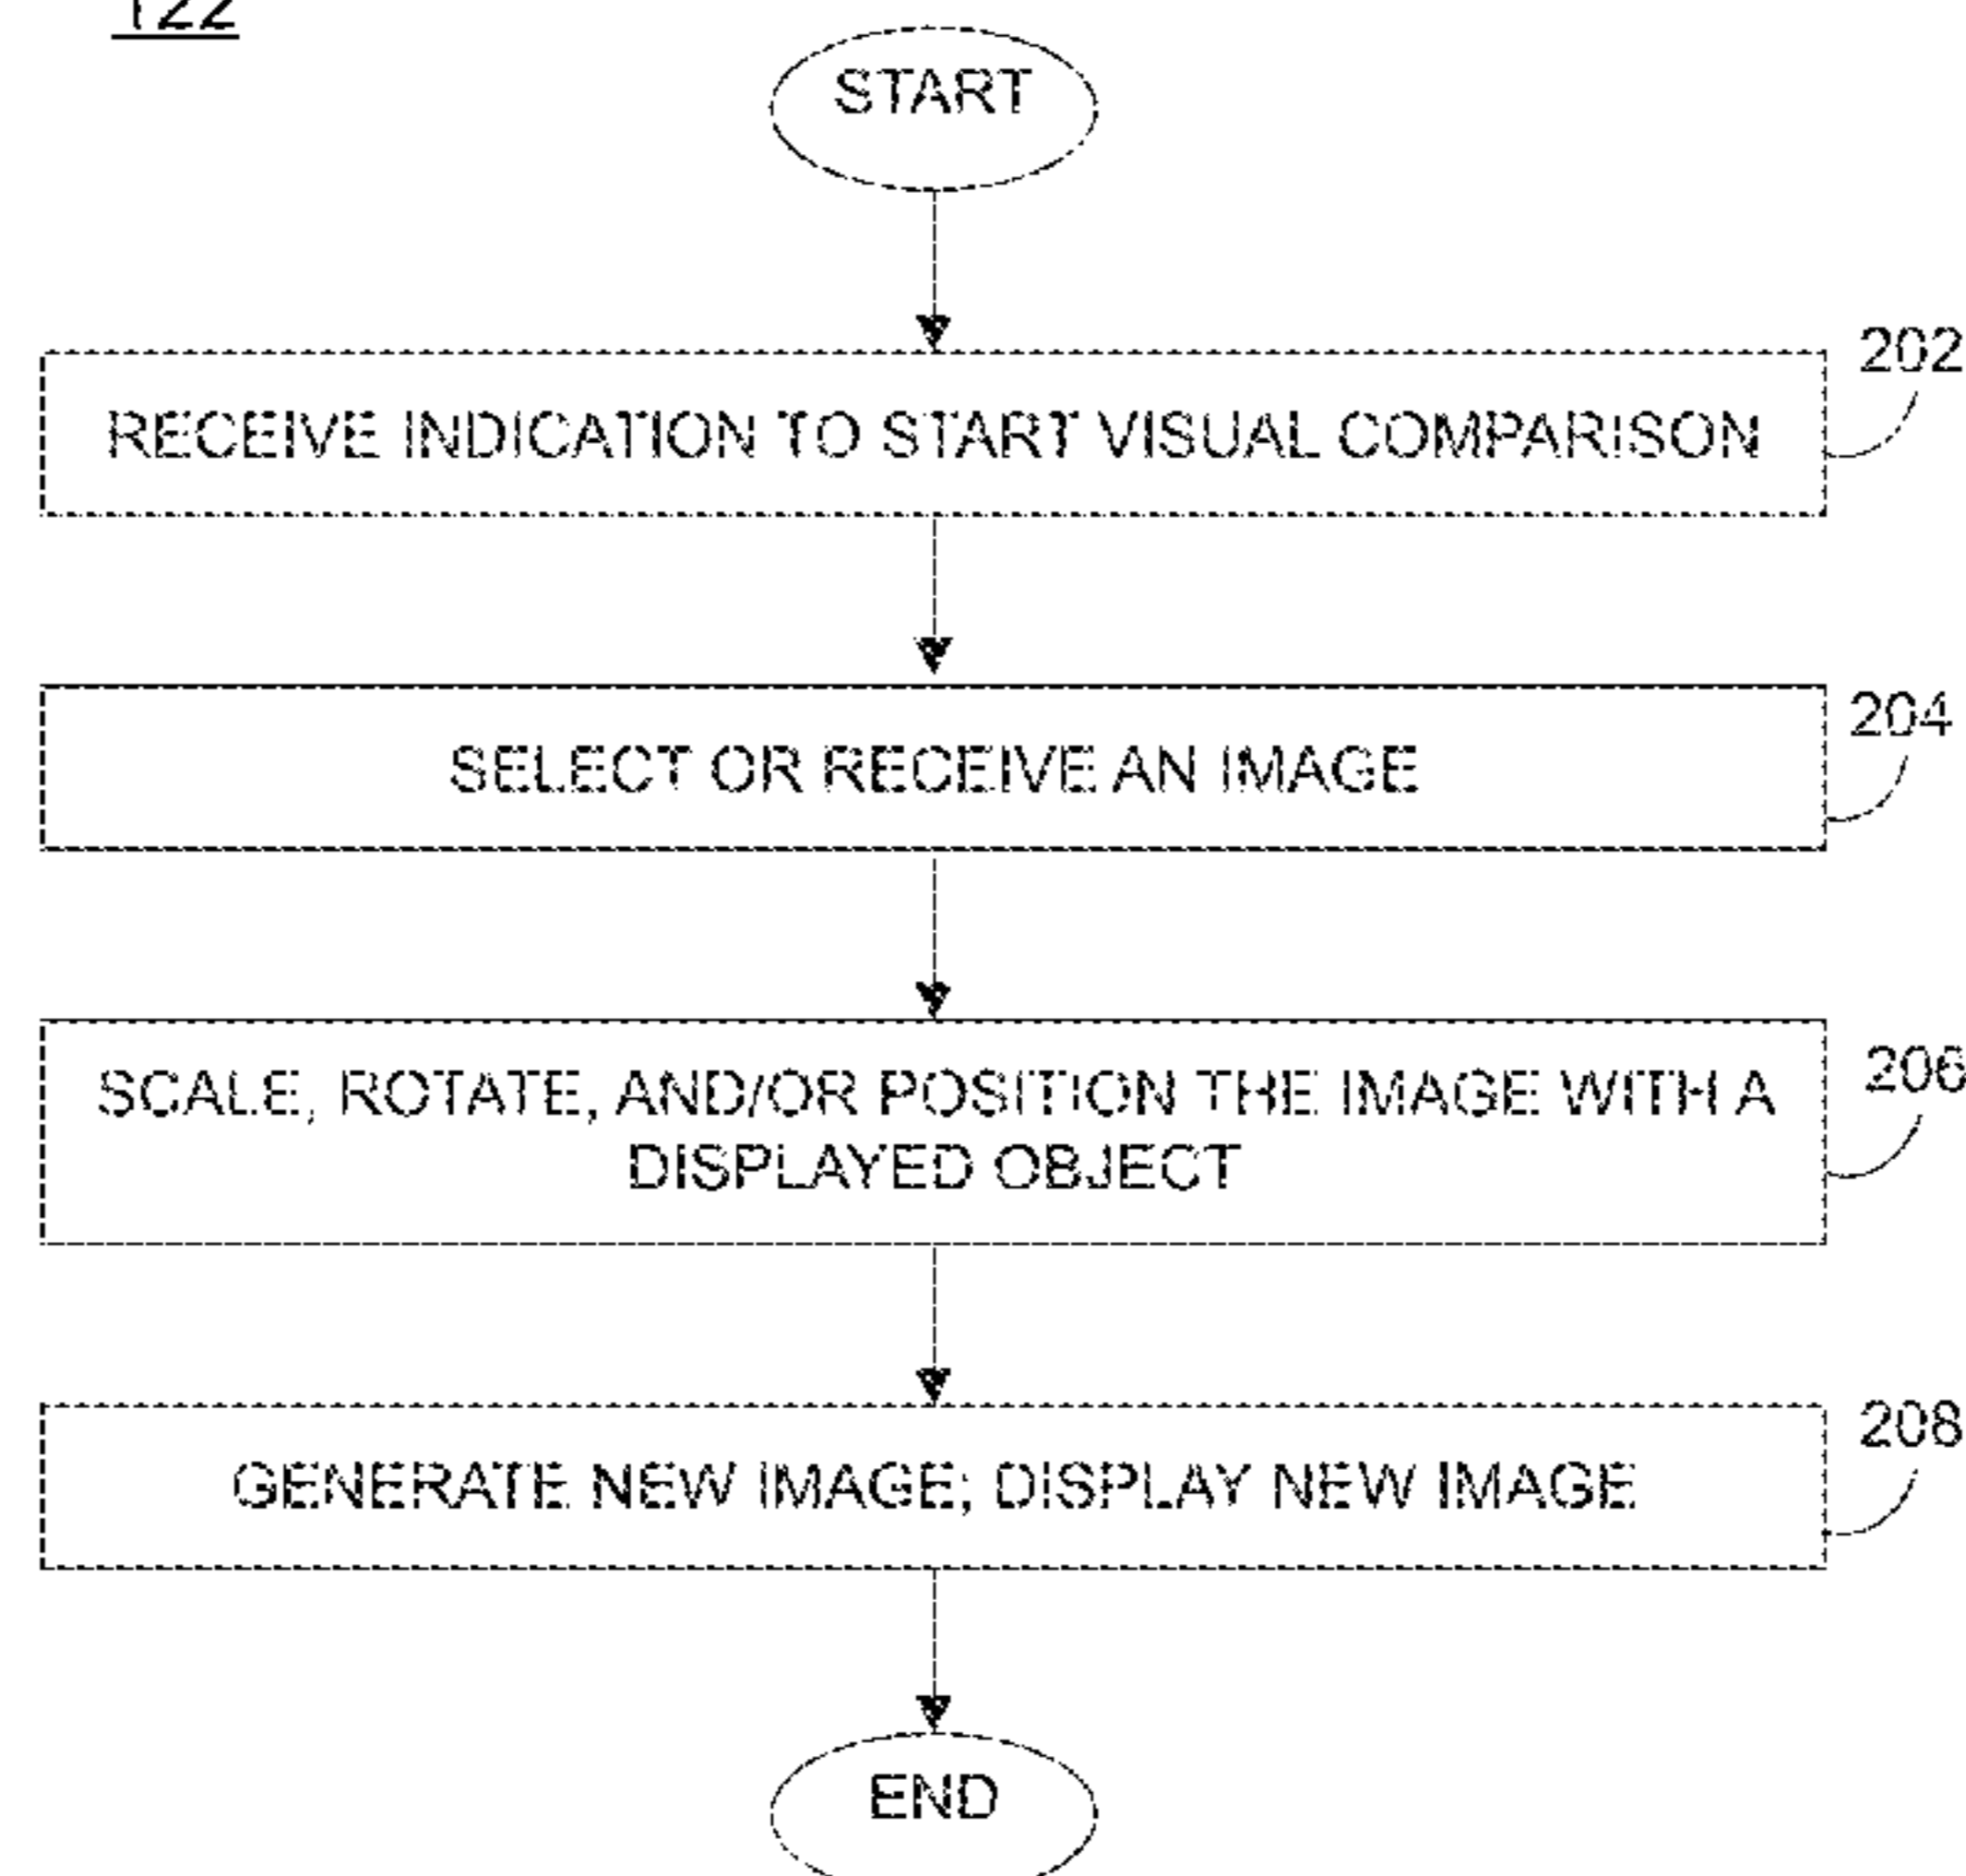 122
START
202
RECEIVE INDICATION TO START VISUAL COMPARISON
204
SELECT OR RECEIVE AN IMAGE
206
SCALE, ROTATE, AND/OR POSITION THE IMAGE WITH A
DISPLAYED OBJECT
208
GENERATE NEW IMAGE; DISPLAY NEW IMAGE
END